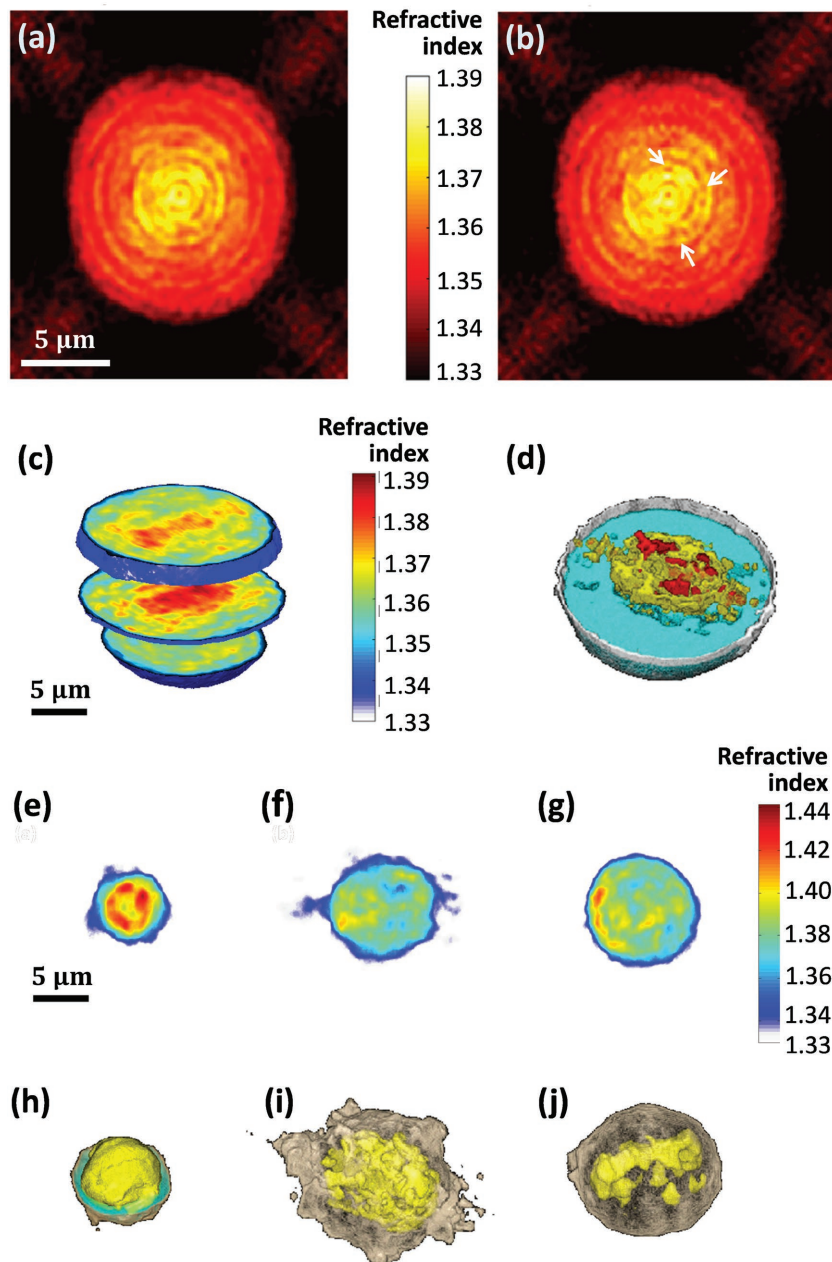 (a)
Refractive
index
(b)
1.39
1.38
1.37
1.36
1.35
1.34
1.33
5 µm
(c)
Refractive
index
(d)
1.39
1.38
1.37
1.36
1.35
1.34
1.33
5 µm
Refractive
index
(e)
(f)
(g)
(a)
(b)
1.44
1.42
1.40
1.38
1.36
1.34
1.33
5 µm
(h)
(i)
(j)